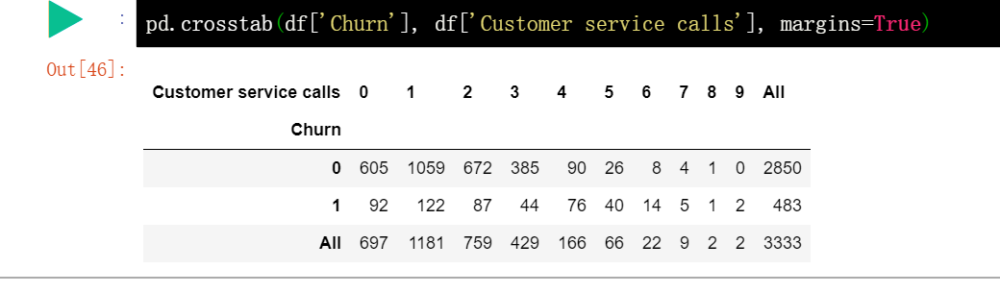 : pd.crosstab(df['Churn'], df['Customer service calls'], margins=True)
Out[46]:
Customer service calls 0 1 2 3 4 5 6 7 8 9 All
Churn
0 605 1059 672 385 90 26 8 4 1 0 2850
1 92 122 87 44 76 40 14 5 1 2 483
All 697 1181 759 429 166 66 22 9 2 2 3333